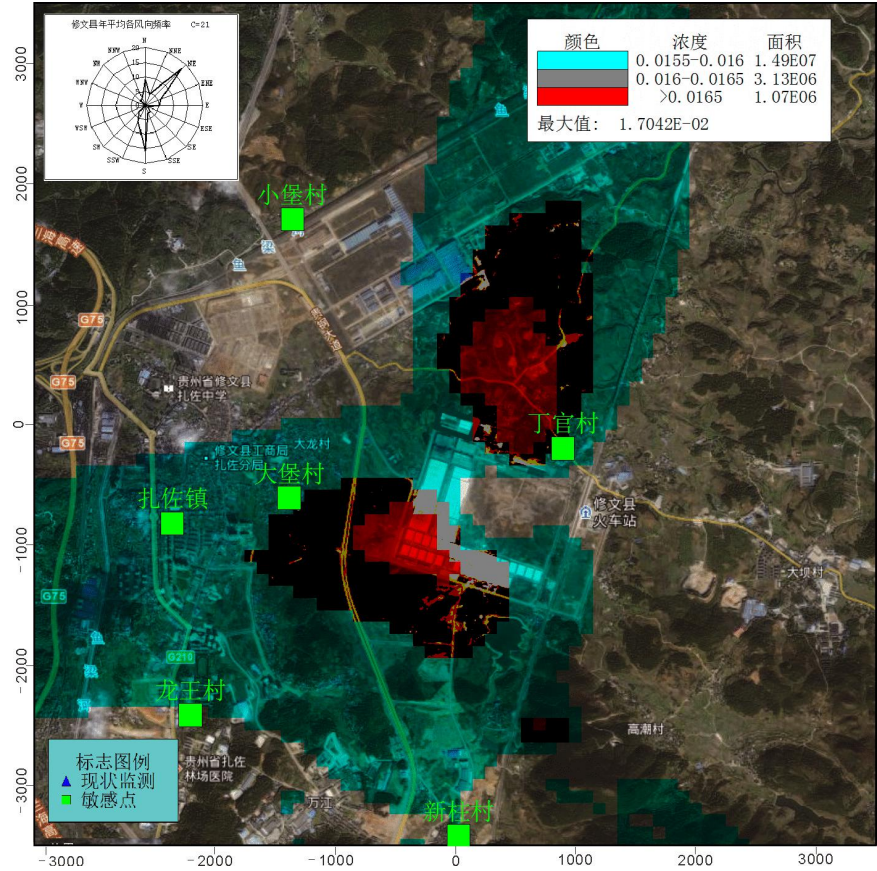 修文县年平均各风向频率 C=21
N
NNW NNE
NW NE
WNW ENE
W E
WSW ESE
SW SE
SSW SSE
S
20
15
10
5
0
颜色 浓度 面积
0.0155-0.016 1.49E07
0.016-0.0165 3.13E06
>0.0165 1.07E06
最大值: 1.7042E-02
3000
2000
1000
0
-1000
-2000
-3000
鱼
小堡村
鱼
G75
G75
贵州省修文县
扎佐中学
G75
丁官村
大龙村
修文县工商局
扎佐分局
大堡村
扎佐镇
修文县
火车站
大坝村
G75
G210
龙王村
高潮村
贵州省扎佐
林场医院
万江
新桂村
标志图例
现状监测
敏感点
-3000 -2000 -1000 0 1000 2000 3000